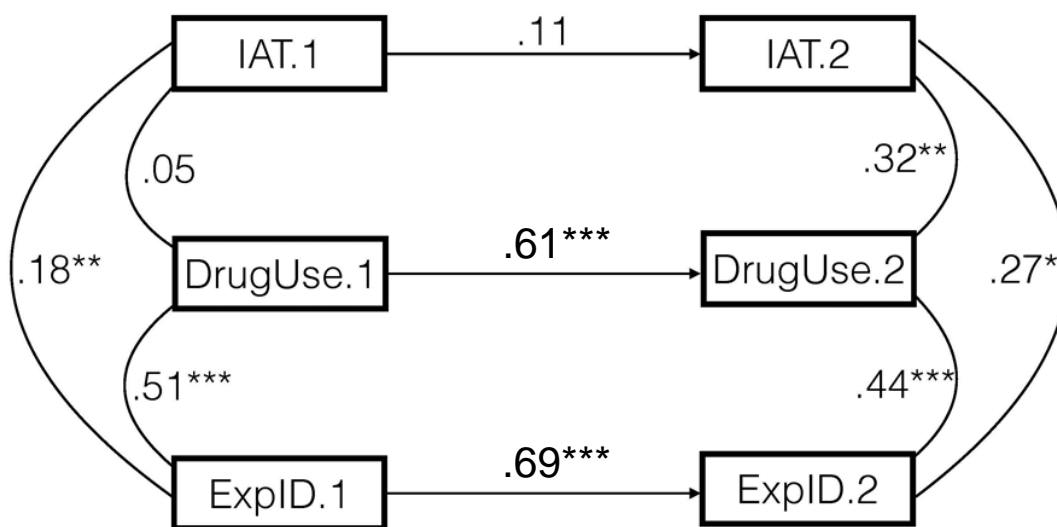 IAT.1
.11
IAT.2
.05
.32**
.18**
DrugUse.1
.61***
DrugUse.2
.27*
.51***
.44***
ExpID.1
.69***
ExpID.2